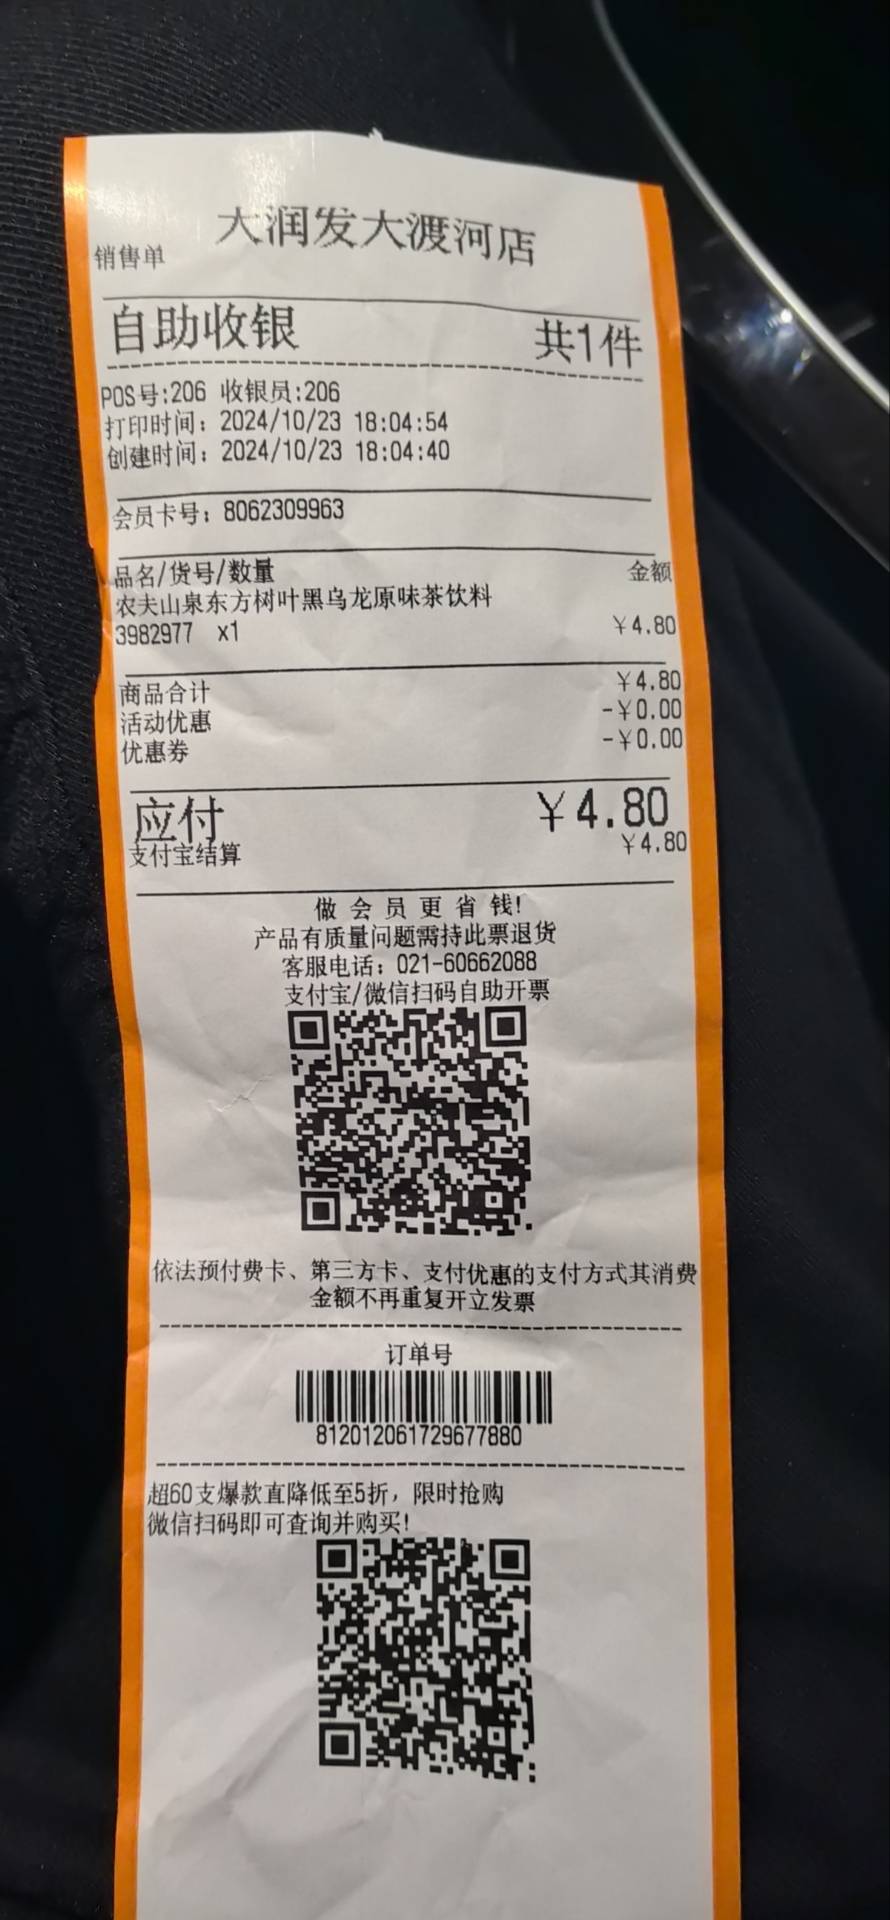 大润发大渡河店
销售单
自助收银 共1件
POS号:206 收银员:206
打印时间: 2024/10/23 18:04:54
创建时间: 2024/10/23 18:04:40
会员卡号: 8062309963
品名/货号/数量 金额
农夫山泉东方树叶黑乌龙原味茶饮料
3982977 x1 ￥4.80
商品合计 ￥4.80
活动优惠 -￥0.00
优惠券 -￥0.00
应付 ￥4.80
支付宝结算 ￥4.80
做会员更省钱!
产品有质量问题需持此票退货
客服电话: 021-60662088
支付宝/微信扫码自助开票
依法预付费卡、第三方卡、支付优惠的支付方式其消费
金额不再重复开立发票
订单号
812012061729677880
超60支爆款直降低至5折，限时抢购
微信扫码即可查询并购买!